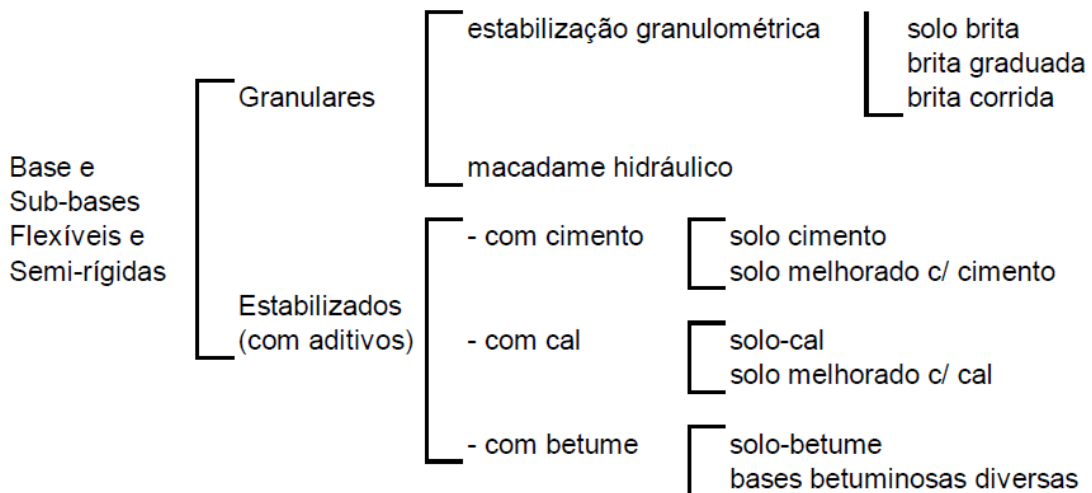 Base e
Sub-bases
Flexíveis e
Semi-rígidas
Granulares
estabilização granulométrica
solo brita
brita graduada
brita corrida
macadame hidráulico
Estabilizados
(com aditivos)
- com cimento
solo cimento
solo melhorado c/ cimento
- com cal
solo-cal
solo melhorado c/ cal
- com betume
solo-betume
bases betuminosas diversas